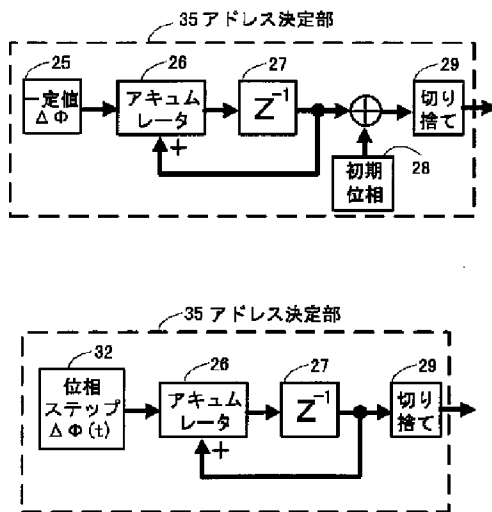 35 アドレス決定部
25
26
27
29
一定値
ΔΦ
アキュム
レータ
Z⁻¹
切り
捨て
+
初期
位相
28
35 アドレス決定部
32
26
27
29
位相
ステップ
ΔΦ(t)
アキュム
レータ
Z⁻¹
切り
捨て
+